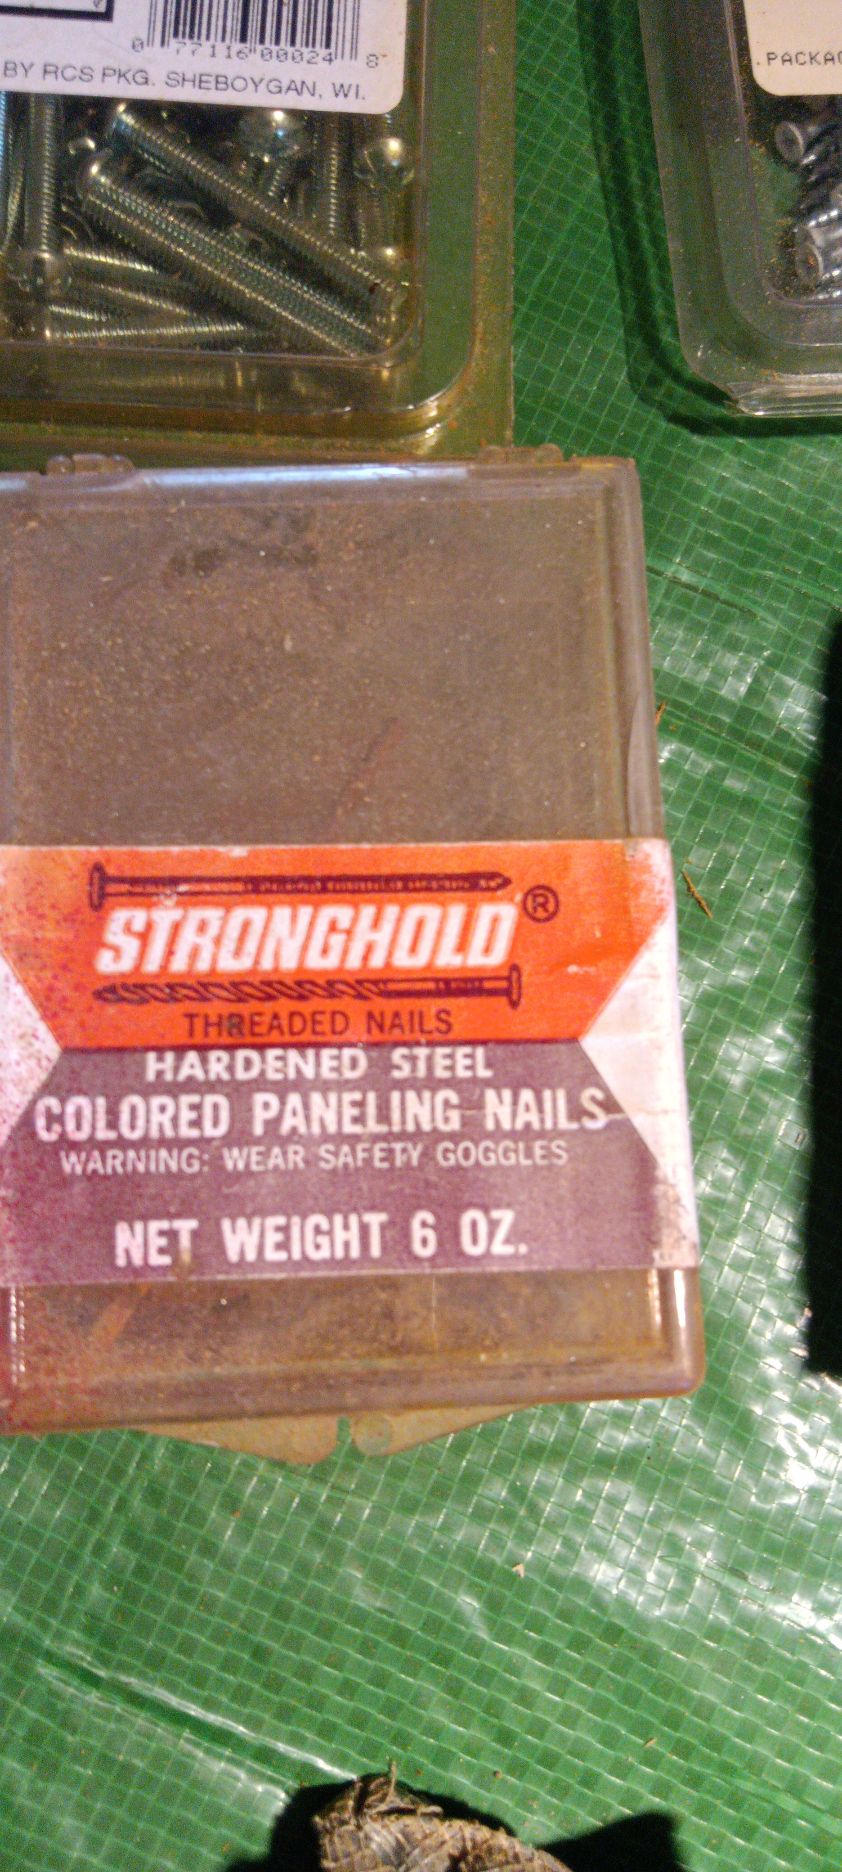 0 77116 00024 8
BY RCS PKG. SHEBOYGAN, WI.
.PACKAG
STRONGHOLD®
THREADED NAILS
HARDENED STEEL
COLORED PANELING NAILS
WARNING: WEAR SAFETY GOGGLES
NET WEIGHT 6 OZ.